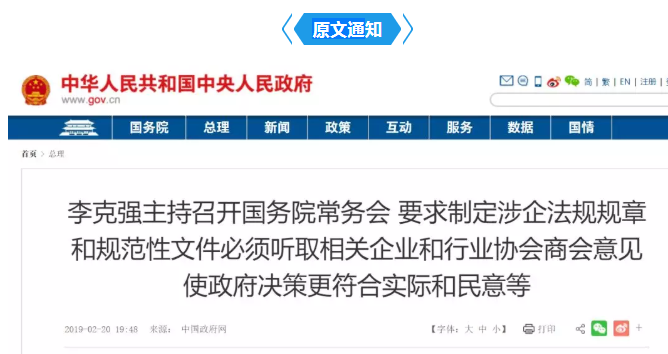 原文通知
中华人民共和国中央人民政府
www.gov.cn
简 | 繁 | EN | 注册 |
国务院 总理 新闻 政策 互动 服务 数据 国情
首页 > 总理
李克强主持召开国务院常务会 要求制定涉企法规规章
和规范性文件必须听取相关企业和行业协会商会意见
使政府决策更符合实际和民意等
2019-02-20 19:48 来源： 中国政府网 【字体：大 中 小】 打印 +